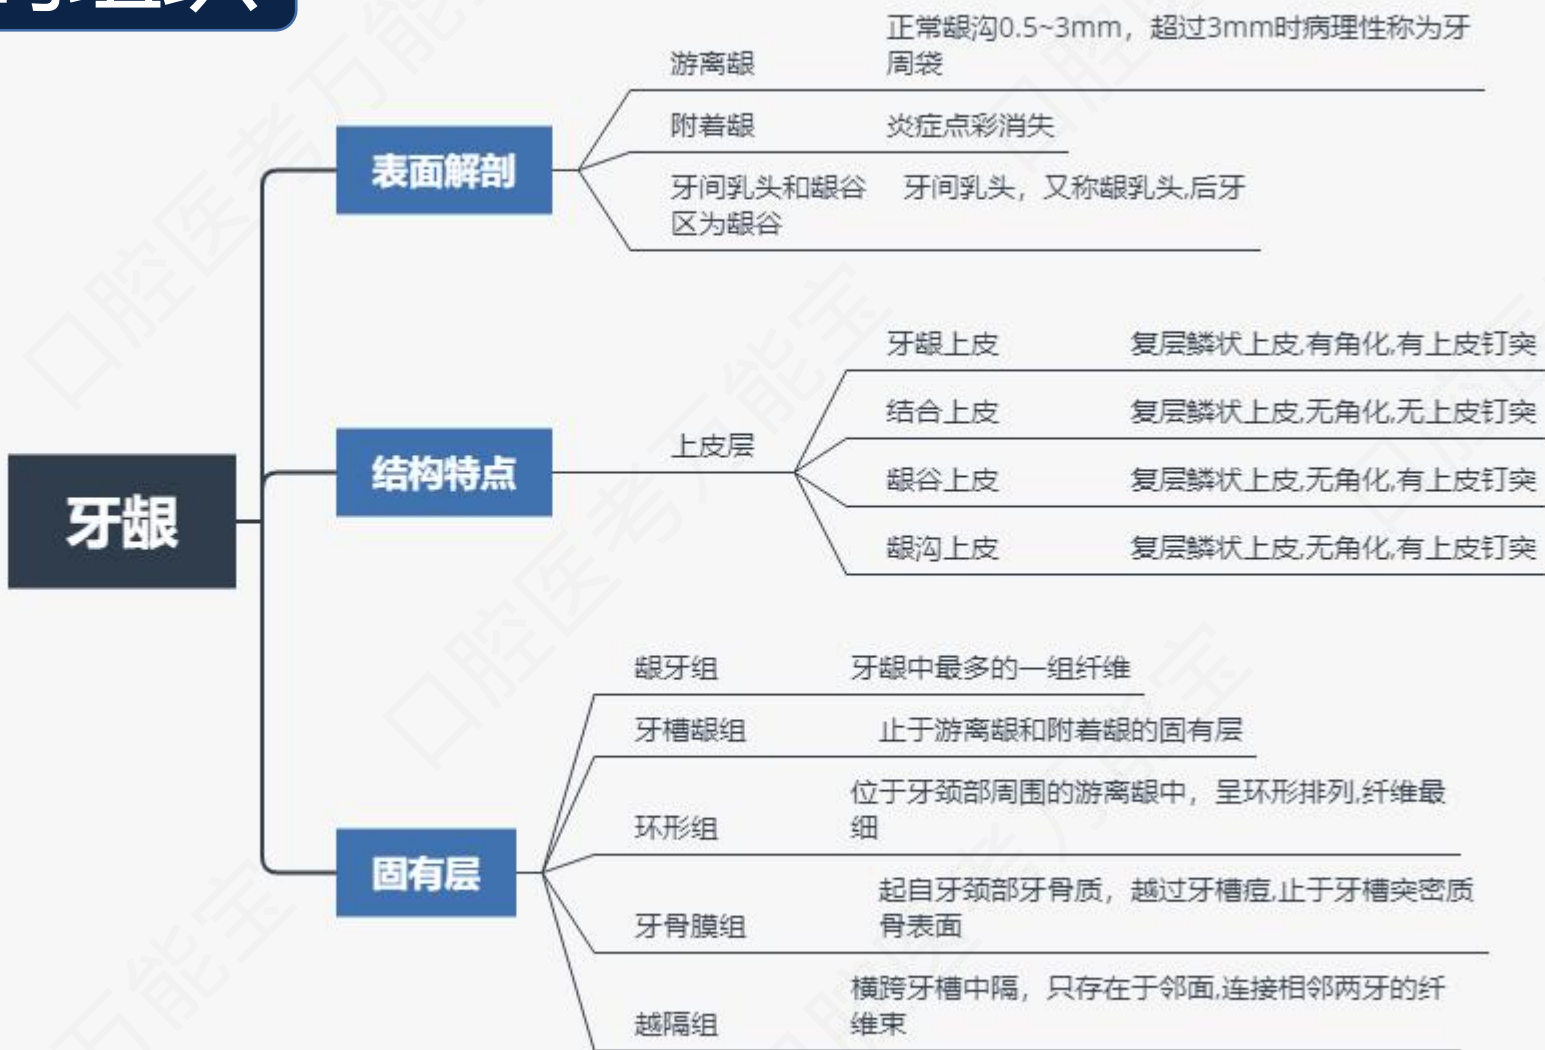 牙龈
表面解剖
游离龈
正常龈沟0.5~3mm，超过3mm时病理性称为牙
周袋
附着龈
炎症点彩消失
牙间乳头和龈谷 牙间乳头，又称龈乳头,后牙
区为龈谷
结构特点
上皮层
牙龈上皮
复层鳞状上皮,有角化,有上皮钉突
结合上皮
复层鳞状上皮,无角化,无上皮钉突
龈谷上皮
复层鳞状上皮,无角化,有上皮钉突
龈沟上皮
复层鳞状上皮,无角化,有上皮钉突
固有层
龈牙组
牙龈中最多的一组纤维
牙槽龈组
止于游离龈和附着龈的固有层
环形组
位于牙颈部周围的游离龈中，呈环形排列,纤维最
细
牙骨膜组
起自牙颈部牙骨质，越过牙槽痘,止于牙槽突密质
骨表面
越隔组
横跨牙槽中隔，只存在于邻面,连接相邻两牙的纤
维束
口腔医考万能宝